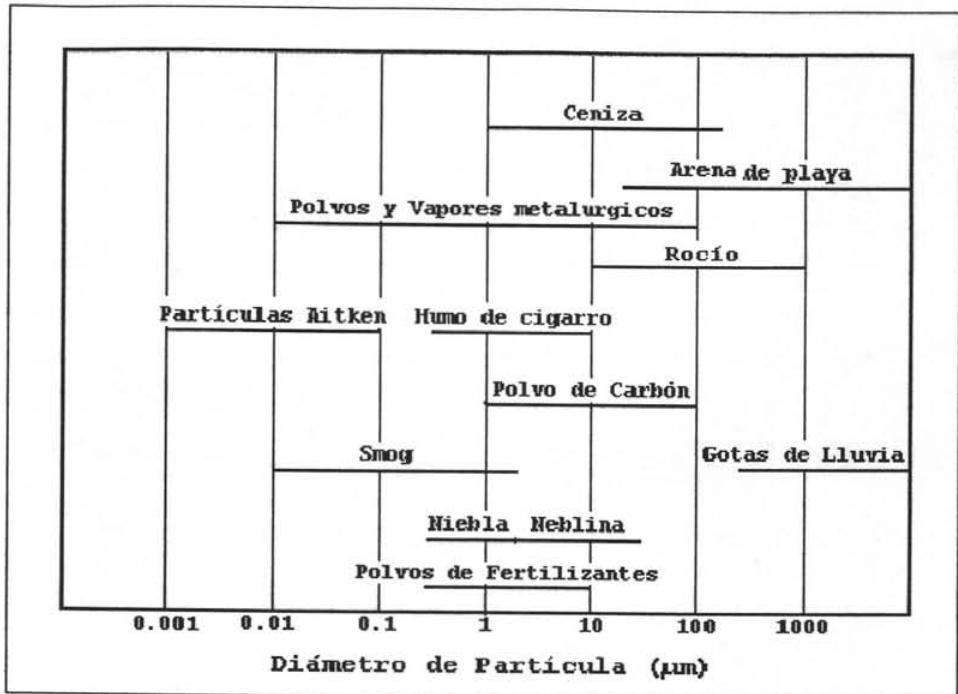 Ceniza
Arena de playa
Polvos y Vapores metalurgicos
Rocío
Partículas Aitken
Humo de cigarro
Polvo de Carbón
Smog
Gotas de Lluvia
Niebla Neblina
Polvos de Fertilizantes
0.001 0.01 0.1 1 10 100 1000
Diámetro de Partícula (µm)